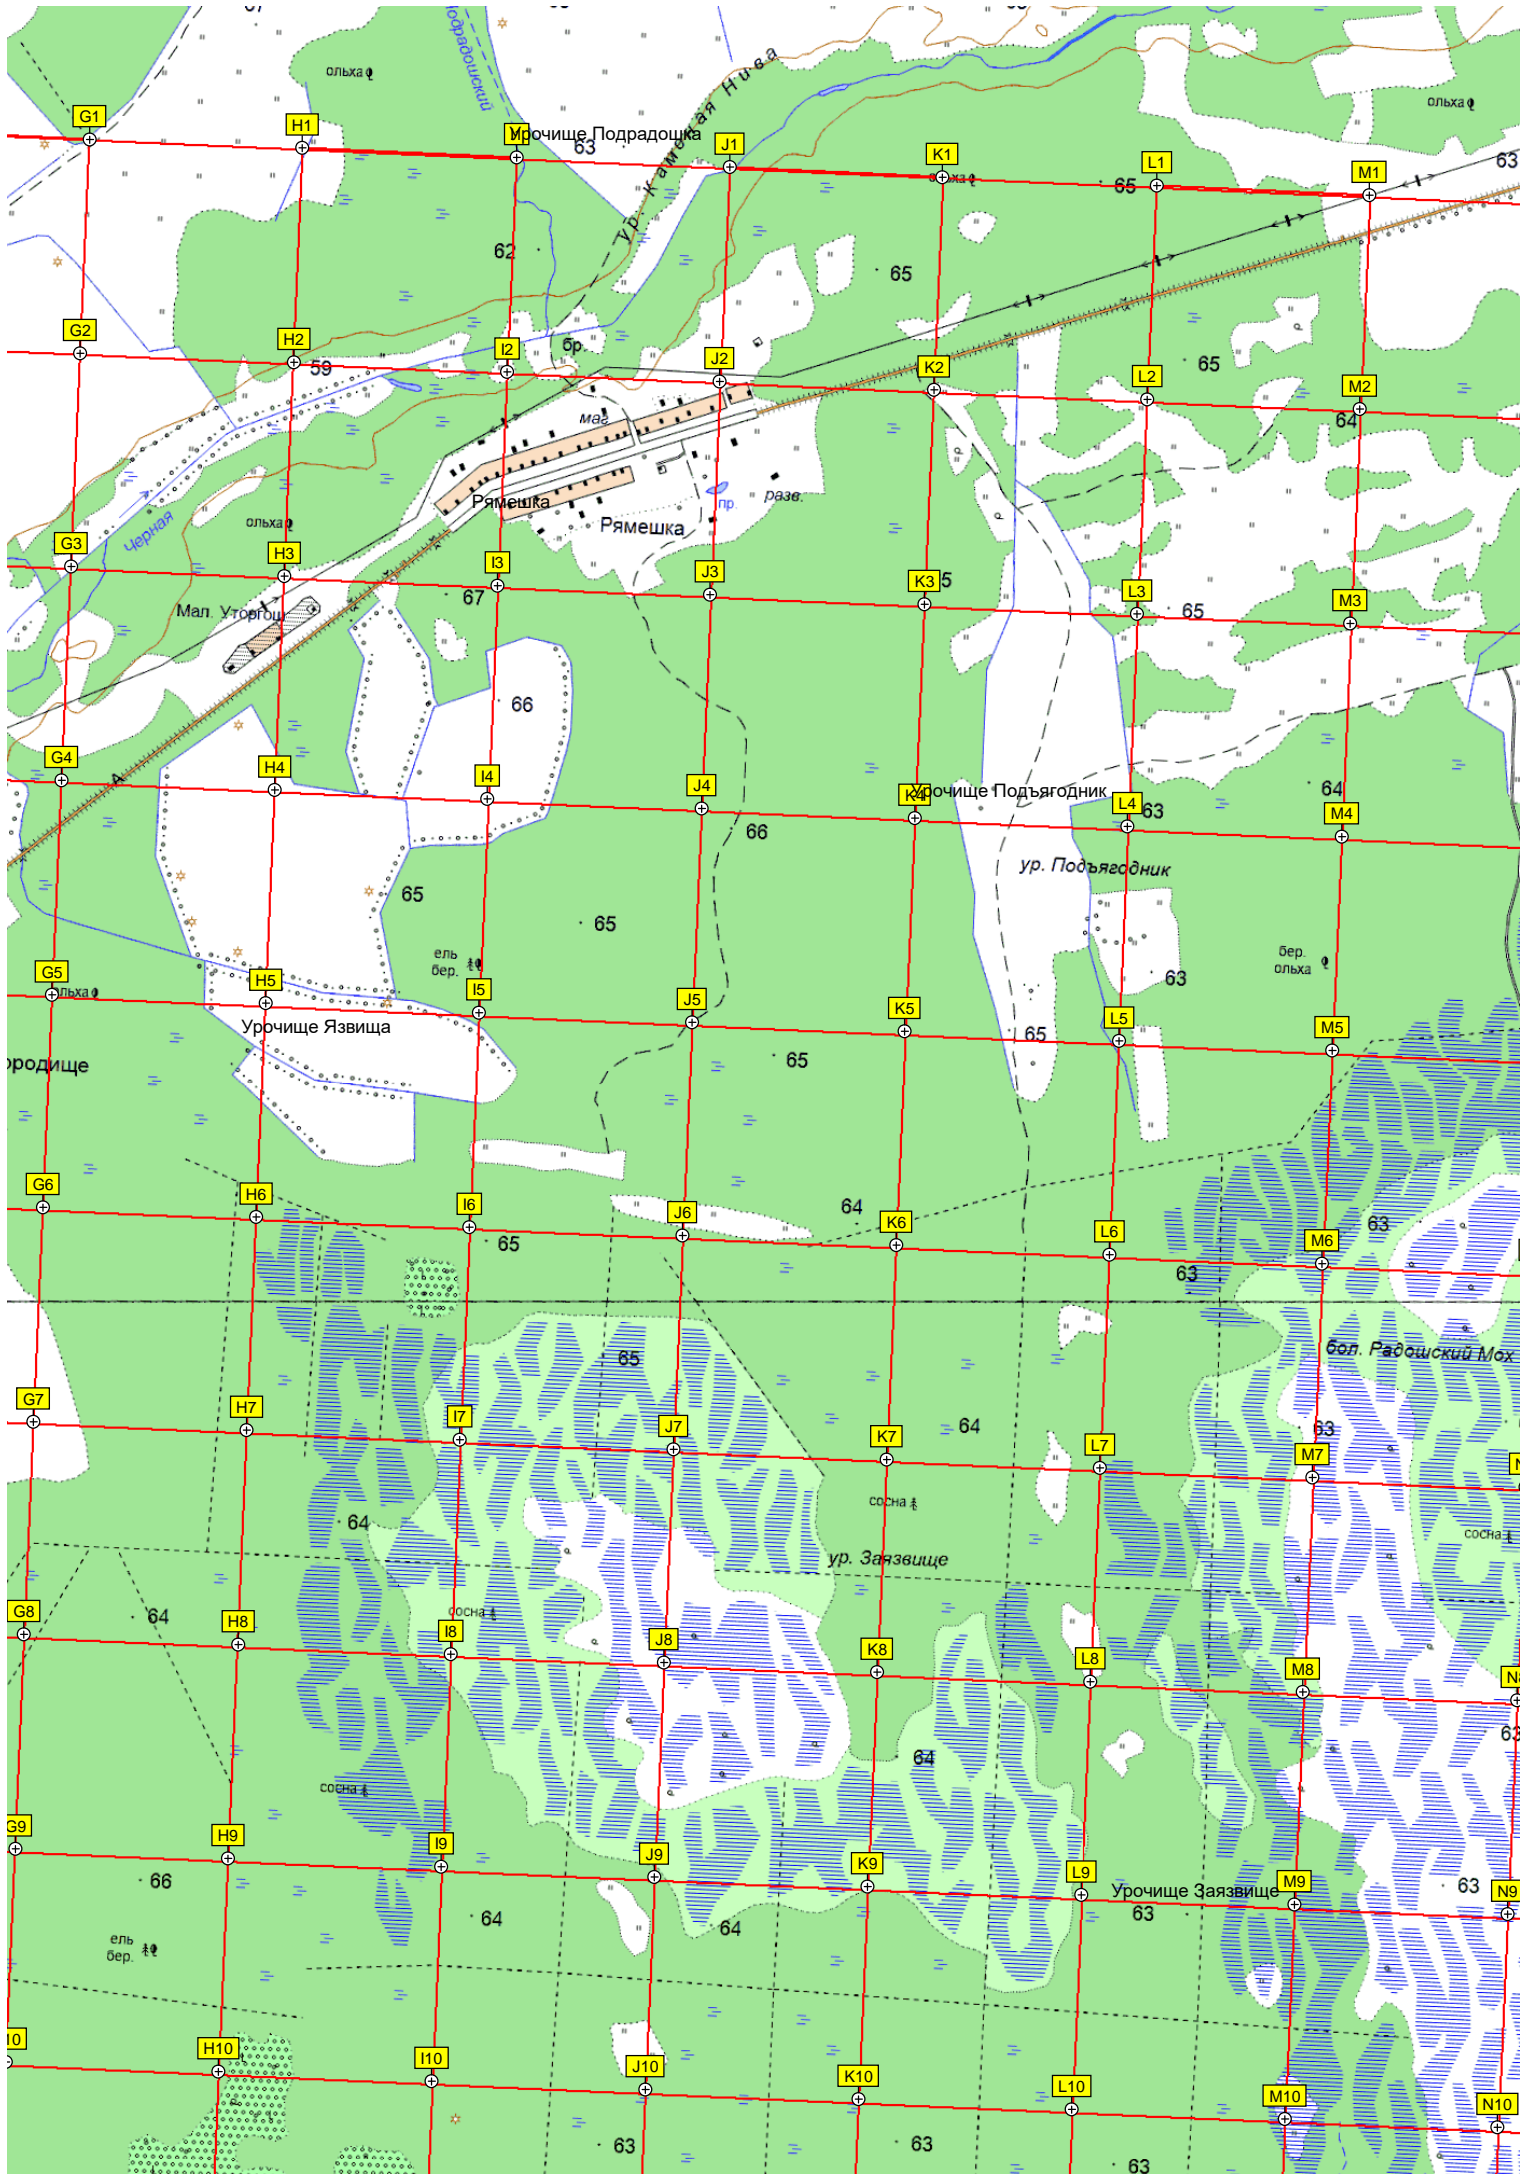 ольха
Подрадошский
ур. Камочая Нива
ольха
G1
H1
Урочище Подрадошка
63
J1
K1
L1
65
M1
63
62
65
G2
H2
59
I2
бр.
J2
K2
L2
65
M2
64
маг
Рямешка
Рямешка
пр.
разв.
Черная
ольха
G3
H3
I3
67
J3
K3
L3
65
M3
Мал. Уторгош
66
G4
H4
I4
J4
66
K4
Урочище Подъягодник
L4
63
64
M4
ур. Подъягодник
65
65
ель
бер.
бер.
ольха
G5
ольха
H5
I5
J5
K5
65
L5
63
M5
Урочище Язвища
ородище
65
G6
H6
I6
65
J6
64
K6
L6
63
M6
63
65
бол. Радошский Мох
G7
H7
I7
J7
K7
64
L7
M7
63
сосна
сосна
64
ур. Заязвище
G8
64
H8
сосна
I8
J8
K8
L8
M8
N8
63
64
сосна
G9
H9
I9
J9
K9
L9
Урочище Заязвище
M9
63
N9
66
64
64
63
ель
бер.
10
H10
I10
J10
K10
L10
M10
N10
63
63
63